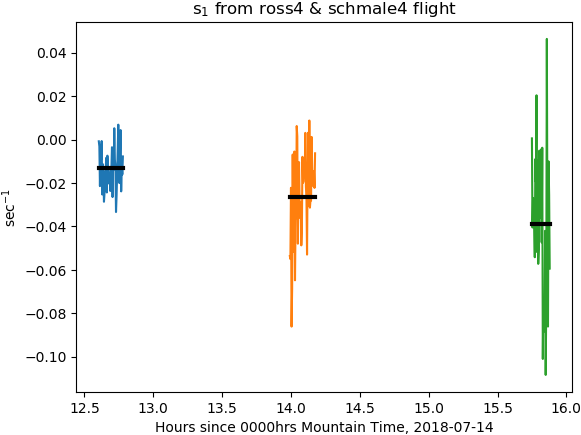 s₁ from ross4 & schmale4 flight
0.04
0.02
0.00
−0.02
−0.04
−0.06
−0.08
−0.10
sec⁻¹
12.5 13.0 13.5 14.0 14.5 15.0 15.5 16.0
Hours since 0000hrs Mountain Time, 2018-07-14